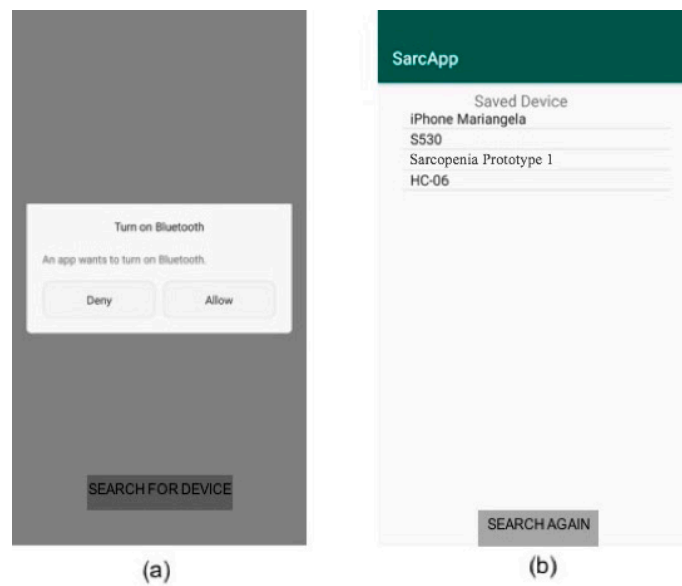 Turn on Bluetooth
An app wants to turn on Bluetooth.
Deny
Allow
SEARCH FOR DEVICE
(a)
SarcApp
Saved Device
iPhone Mariangela
S530
Sarcopenia Prototype 1
HC-06
SEARCH AGAIN
(b)